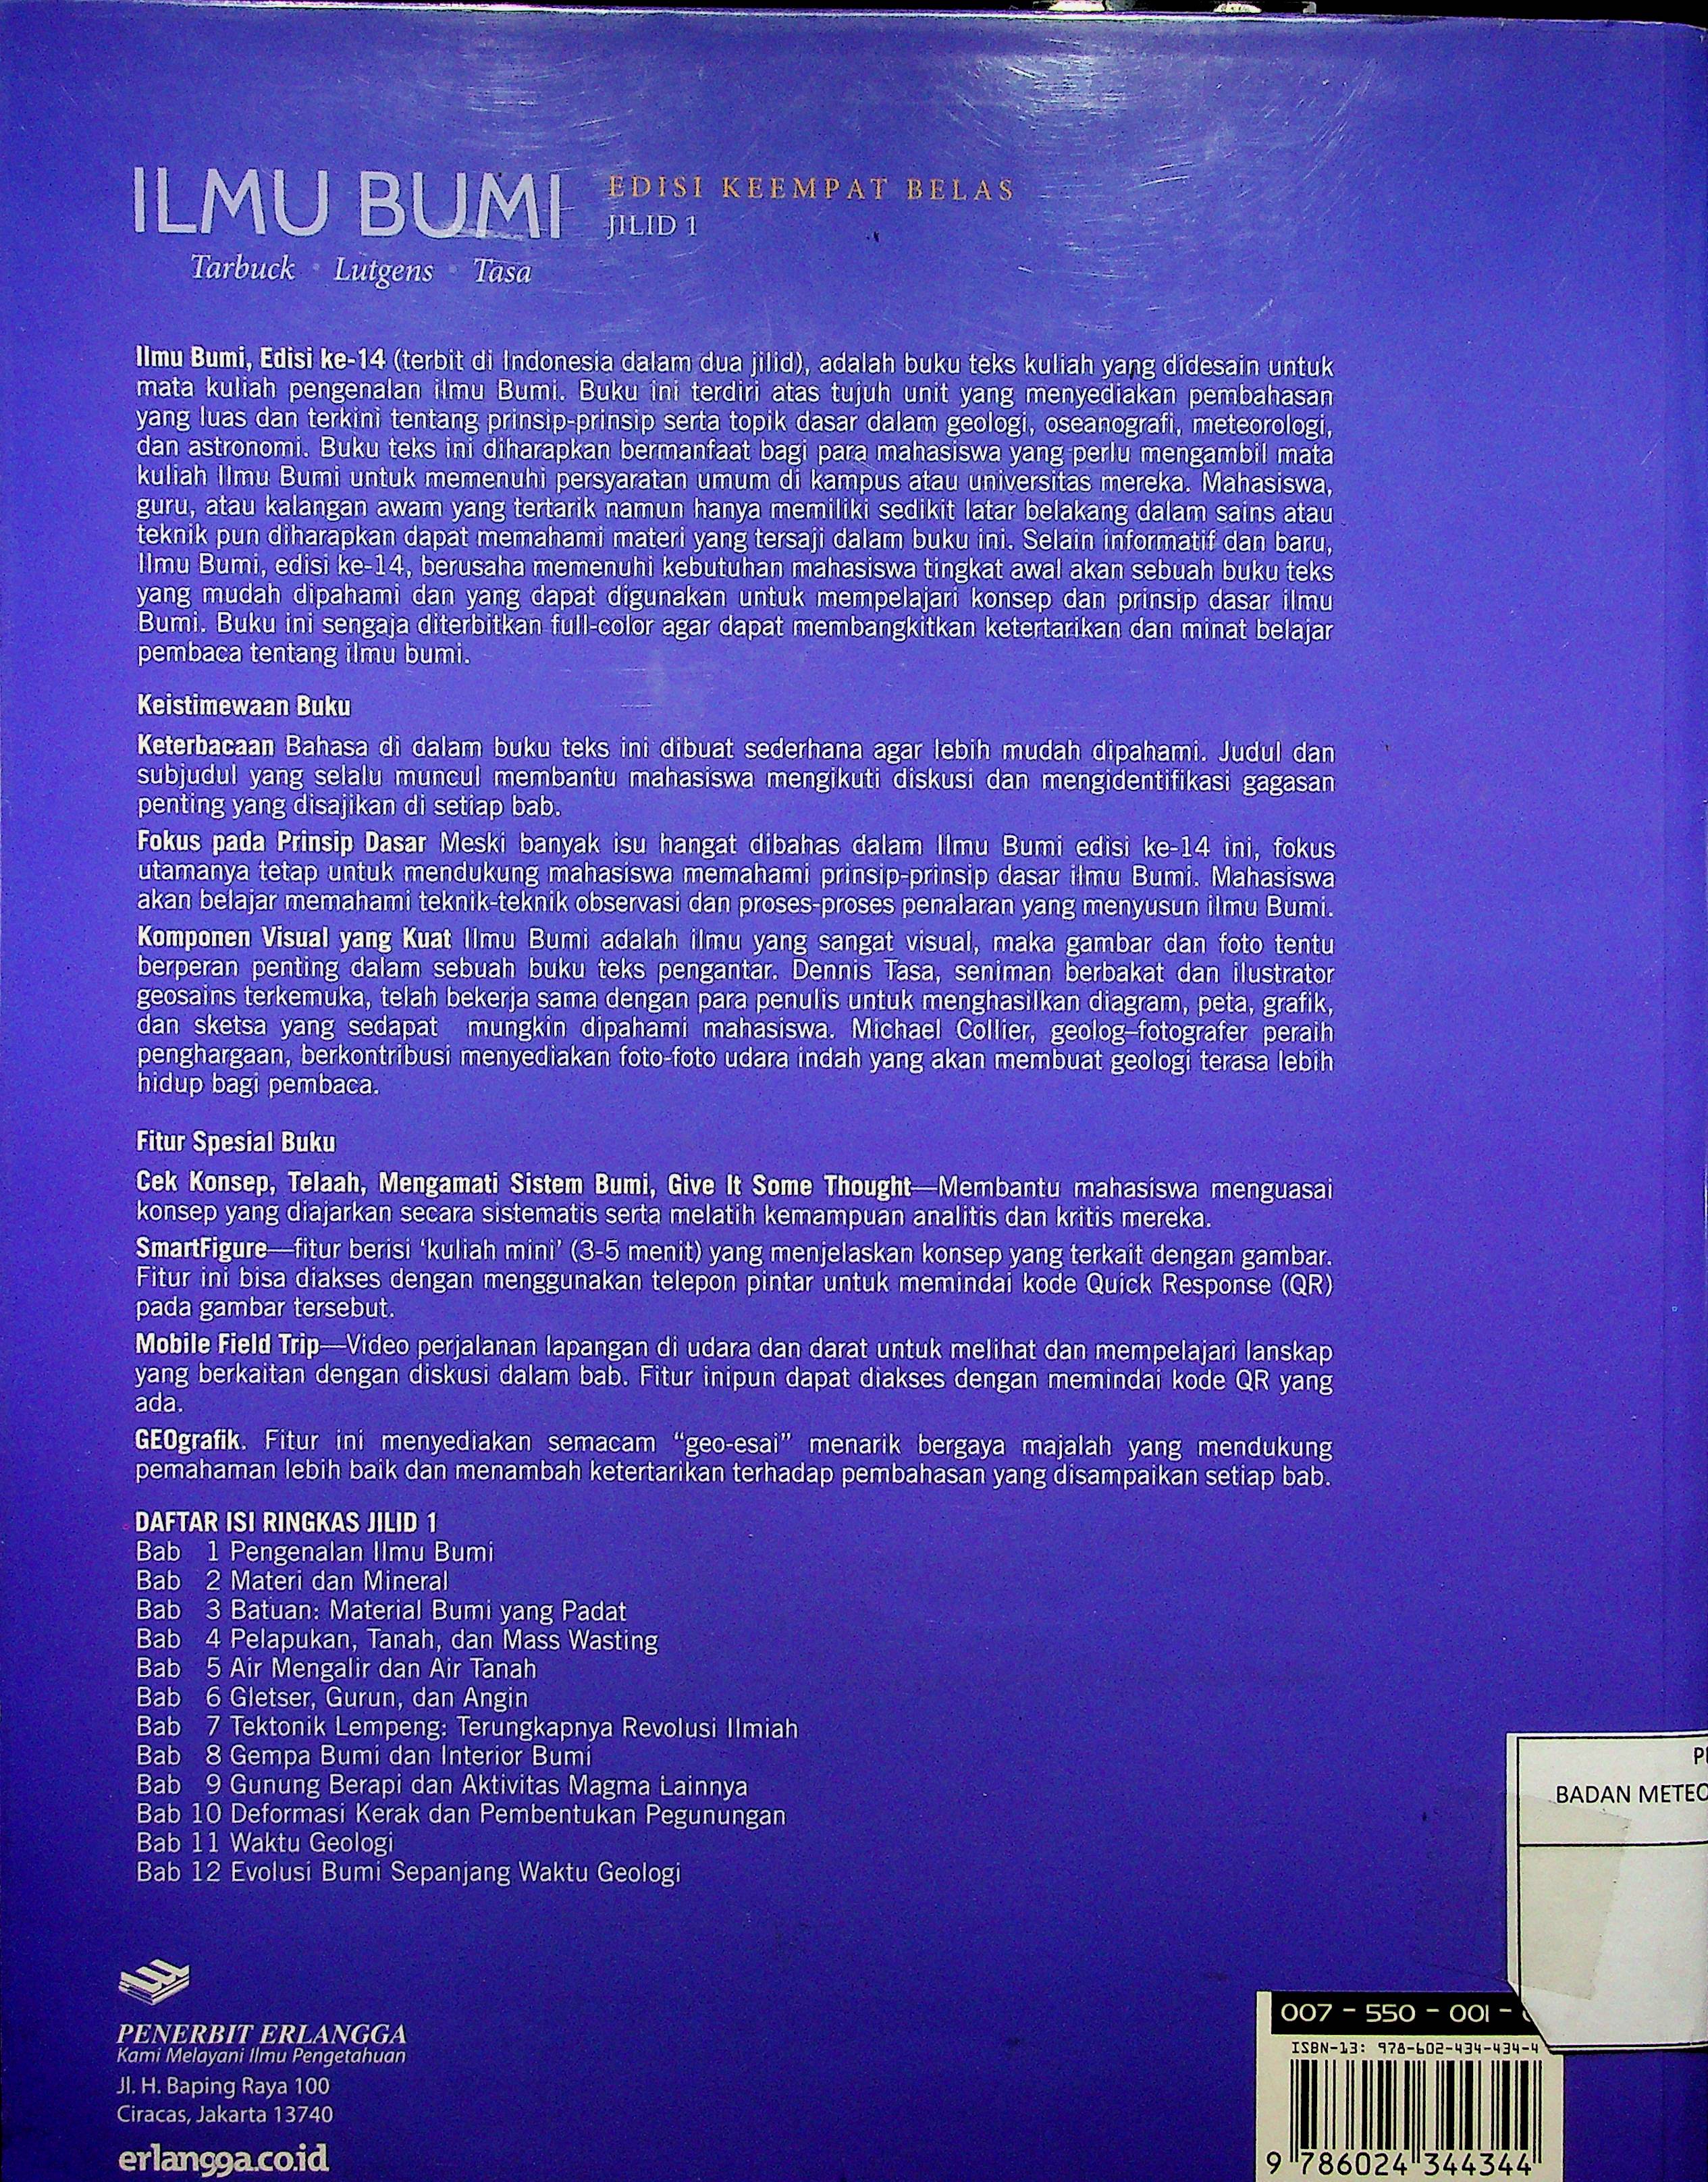 ILMU BUMI EDISI KEEMPAT BELAS
JILID 1
Tarbuck • Lutgens • Tasa
Ilmu Bumi, Edisi ke-14 (terbit di Indonesia dalam dua jilid), adalah buku teks kuliah yang didesain untuk
mata kuliah pengenalan ilmu Bumi. Buku ini terdiri atas tujuh unit yang menyediakan pembahasan
yang luas dan terkini tentang prinsip-prinsip serta topik dasar dalam geologi, oseanografi, meteorologi,
dan astronomi. Buku teks ini diharapkan bermanfaat bagi para mahasiswa yang perlu mengambil mata
kuliah Ilmu Bumi untuk memenuhi persyaratan umum di kampus atau universitas mereka. Mahasiswa,
guru, atau kalangan awam yang tertarik namun hanya memiliki sedikit latar belakang dalam sains atau
teknik pun diharapkan dapat memahami materi yang tersaji dalam buku ini. Selain informatif dan baru,
Ilmu Bumi, edisi ke-14, berusaha memenuhi kebutuhan mahasiswa tingkat awal akan sebuah buku teks
yang mudah dipahami dan yang dapat digunakan untuk mempelajari konsep dan prinsip dasar ilmu
Bumi. Buku ini sengaja diterbitkan full-color agar dapat membangkitkan ketertarikan dan minat belajar
pembaca tentang ilmu bumi.
Keistimewaan Buku
Keterbacaan Bahasa di dalam buku teks ini dibuat sederhana agar lebih mudah dipahami. Judul dan
subjudul yang selalu muncul membantu mahasiswa mengikuti diskusi dan mengidentifikasi gagasan
penting yang disajikan di setiap bab.
Fokus pada Prinsip Dasar Meski banyak isu hangat dibahas dalam Ilmu Bumi edisi ke-14 ini, fokus
utamanya tetap untuk mendukung mahasiswa memahami prinsip-prinsip dasar ilmu Bumi. Mahasiswa
akan belajar memahami teknik-teknik observasi dan proses-proses penalaran yang menyusun ilmu Bumi.
Komponen Visual yang Kuat Ilmu Bumi adalah ilmu yang sangat visual, maka gambar dan foto tentu
berperan penting dalam sebuah buku teks pengantar. Dennis Tasa, seniman berbakat dan ilustrator
geosains terkemuka, telah bekerja sama dengan para penulis untuk menghasilkan diagram, peta, grafik,
dan sketsa yang sedapat mungkin dipahami mahasiswa. Michael Collier, geolog–fotografer peraih
penghargaan, berkontribusi menyediakan foto-foto udara indah yang akan membuat geologi terasa lebih
hidup bagi pembaca.
Fitur Spesial Buku
Cek Konsep, Telaah, Mengamati Sistem Bumi, Give It Some Thought—Membantu mahasiswa menguasai
konsep yang diajarkan secara sistematis serta melatih kemampuan analitis dan kritis mereka.
SmartFigure—fitur berisi ‘kuliah mini’ (3-5 menit) yang menjelaskan konsep yang terkait dengan gambar.
Fitur ini bisa diakses dengan menggunakan telepon pintar untuk memindai kode Quick Response (QR)
pada gambar tersebut.
Mobile Field Trip—Video perjalanan lapangan di udara dan darat untuk melihat dan mempelajari lanskap
yang berkaitan dengan diskusi dalam bab. Fitur inipun dapat diakses dengan memindai kode QR yang
ada.
GEOgrafik. Fitur ini menyediakan semacam “geo-esai” menarik bergaya majalah yang mendukung
pemahaman lebih baik dan menambah ketertarikan terhadap pembahasan yang disampaikan setiap bab.
DAFTAR ISI RINGKAS JILID 1
Bab 1 Pengenalan Ilmu Bumi
Bab 2 Materi dan Mineral
Bab 3 Batuan: Material Bumi yang Padat
Bab 4 Pelapukan, Tanah, dan Mass Wasting
Bab 5 Air Mengalir dan Air Tanah
Bab 6 Gletser, Gurun, dan Angin
Bab 7 Tektonik Lempeng: Terungkapnya Revolusi Ilmiah
Bab 8 Gempa Bumi dan Interior Bumi
Bab 9 Gunung Berapi dan Aktivitas Magma Lainnya
Bab 10 Deformasi Kerak dan Pembentukan Pegunungan
Bab 11 Waktu Geologi
Bab 12 Evolusi Bumi Sepanjang Waktu Geologi
BADAN
PENERBIT ERLANGGA
Kami Melayani Ilmu Pengetahuan
Jl. H. Baping Raya 100
Ciracas, Jakarta 13740
erlangga.co.id
007 - 550 - 001 -
ISBN-13: 978-602-434-434-4
9 786024 344344